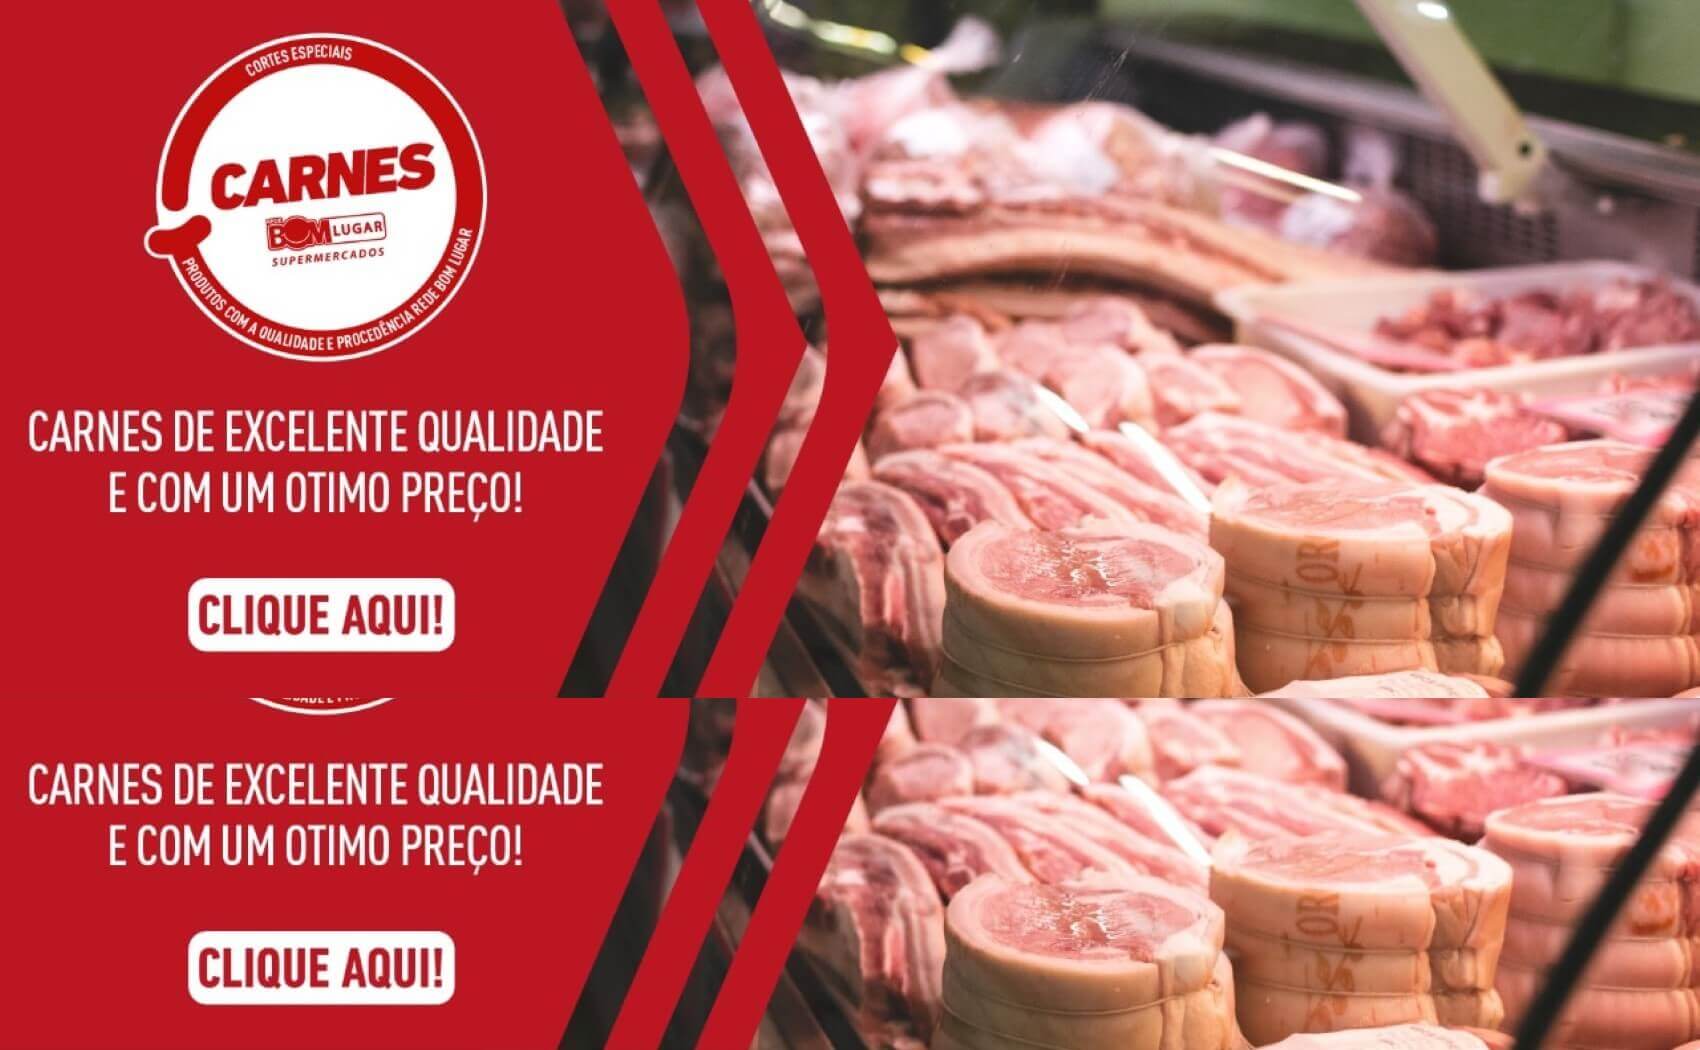 CORTES ESPECIAIS
CARNES
REDE
BOM LUGAR
SUPERMERCADOS
PRODUTOS COM A QUALIDADE E PROCEDÊNCIA REDE BOM LUGAR
CARNES DE EXCELENTE QUALIDADE
E COM UM OTIMO PREÇO!
CLIQUE AQUI!
CARNES DE EXCELENTE QUALIDADE
E COM UM OTIMO PREÇO!
CLIQUE AQUI!